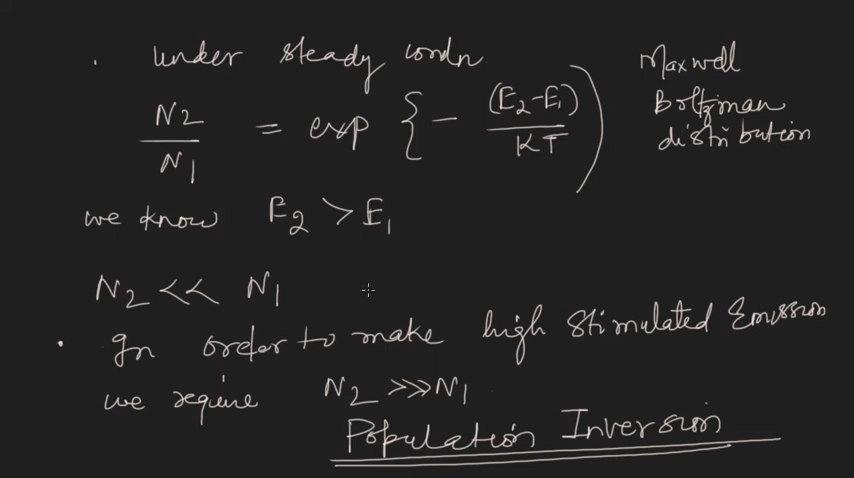 . under steady condn
N2 / N1 = exp { - (E2-E1) / KT )
Maxwell
Boltzman
distribution
we know E2 > E1
N2 << N1
. In order to make high stimulated Emission
we require N2 >>> N1
Population Inversion